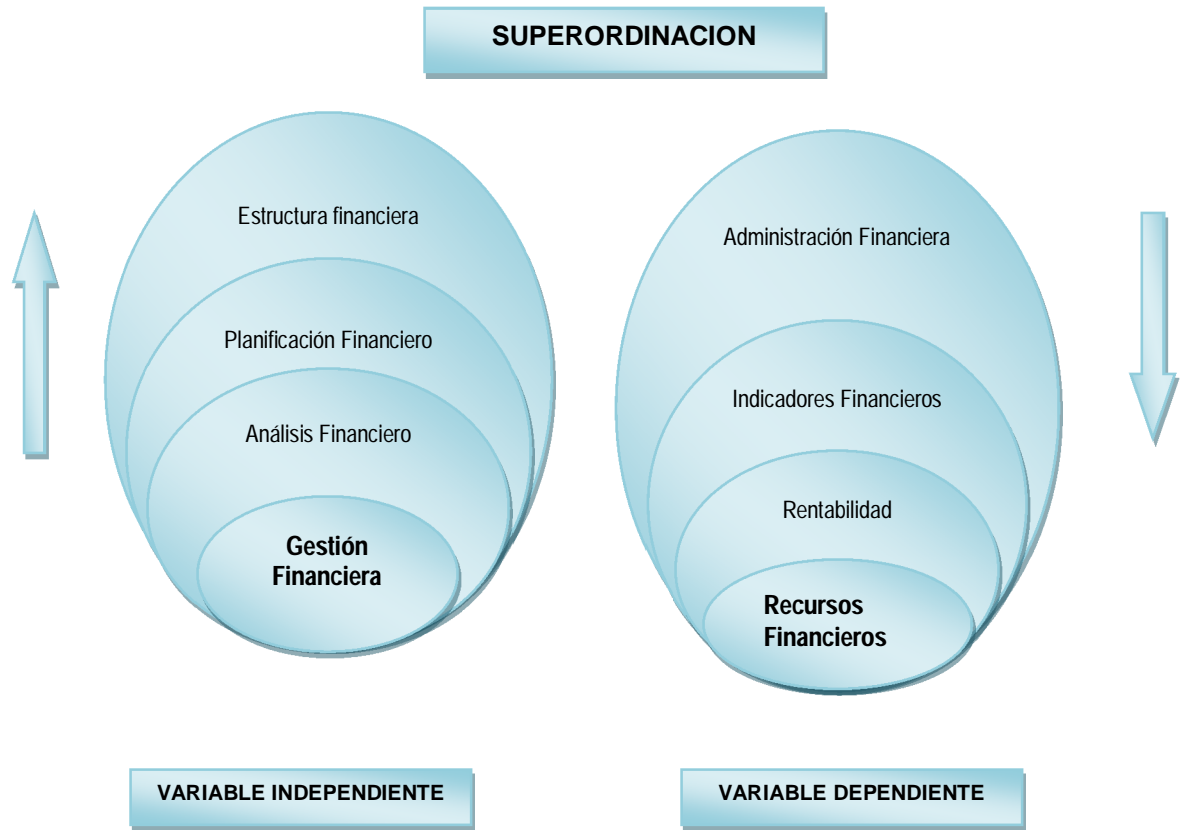 SUPERORDINACION
Estructura financiera
Planificación Financiero
Análisis Financiero
Gestión
Financiera
Administración Financiera
Indicadores Financieros
Rentabilidad
Recursos
Financieros
VARIABLE INDEPENDIENTE
VARIABLE DEPENDIENTE